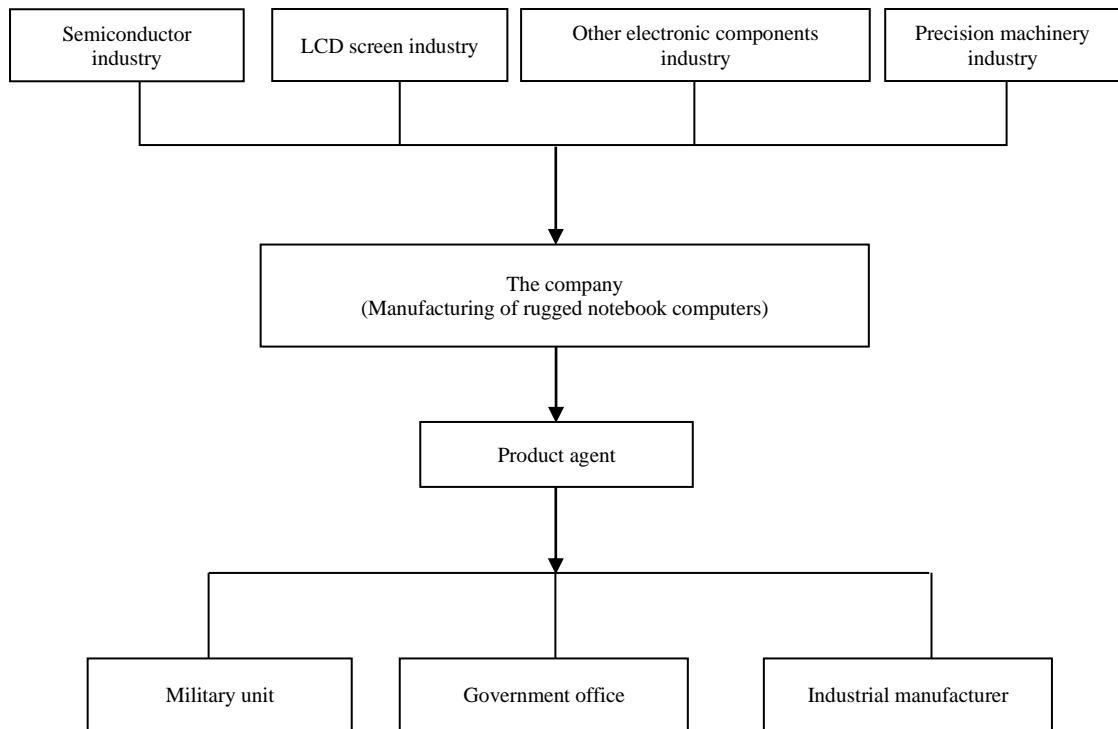 Semiconductor
industry
LCD screen industry
Other electronic components
industry
Precision machinery
industry
The company
(Manufacturing of rugged notebook computers)
Product agent
Military unit
Government office
Industrial manufacturer